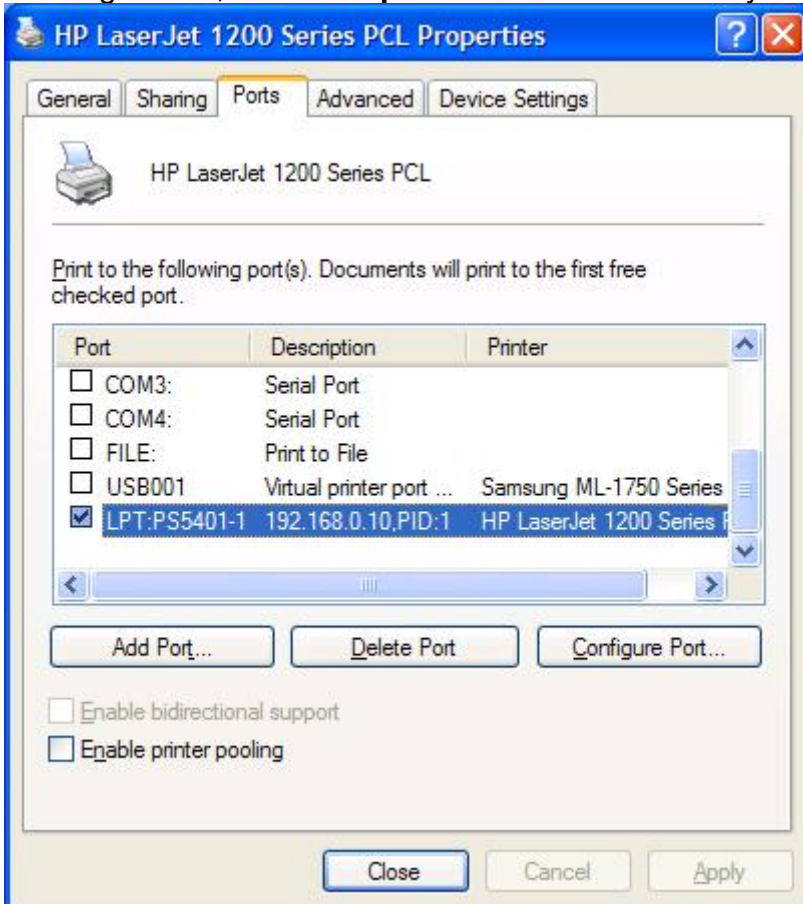 HP LaserJet 1200 Series PCL Properties
General Sharing Ports Advanced Device Settings
HP LaserJet 1200 Series PCL
Print to the following port(s). Documents will print to the first free
checked port.
Port Description Printer
COM3: Serial Port
COM4: Serial Port
FILE: Print to File
USB001 Virtual printer port ... Samsung ML-1750 Series
LPT:PS5401-1 192.168.0.10,PID:1 HP LaserJet 1200 Series
Add Port... Delete Port Configure Port...
Enable bidirectional support
Enable printer pooling
Close Cancel Apply